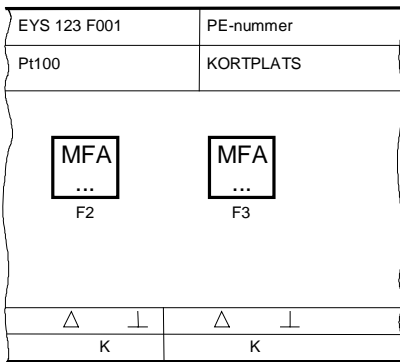 EYS 123 F001 PE-nummer
Pt100 KORTPLATS
MFA MFA
... ...
F2 F3
K K